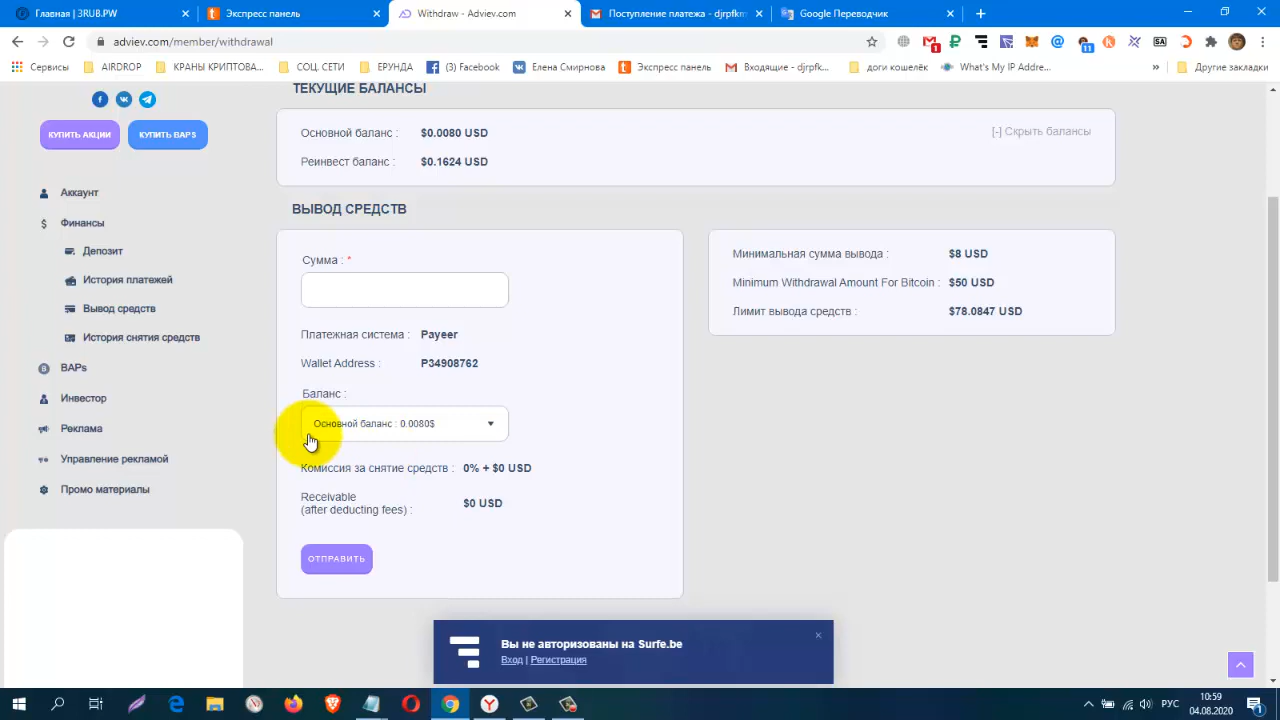 Главная | 3RUB.PW
Экспресс панель
Withdraw - Adviev.com
Поступление платежа - djrpfkm
Google Переводчик
adviev.com/member/withdrawal
Сервисы
AIRDROP
КРАНЫ КРИПТОВА...
СОЦ. СЕТИ
ЕРУНДА
(3) Facebook
Елена Смирнова
Экспресс панель
Входящие - djrpfk...
доги кошелёк
What's My IP Addre...
»
Другие закладки
ТЕКУЩИЕ БАЛАНСЫ
КУПИТЬ АКЦИИ
КУПИТЬ BAPS
Основной баланс : $0.0080 USD
[-] Скрыть балансы
Реинвест баланс : $0.1624 USD
Аккаунт
Финансы
Депозит
История платежей
Вывод средств
История снятия средств
BAPs
Инвестор
Реклама
Управление рекламой
Промо материалы
ВЫВОД СРЕДСТВ
Сумма : *
Платежная система : Payeer
Wallet Address : P34908762
Баланс :
Основной баланс : 0.0080$
Комиссия за снятие средств : 0% + $0 USD
Receivable
(after deducting fees) : $0 USD
ОТПРАВИТЬ
Минимальная сумма вывода : $8 USD
Minimum Withdrawal Amount For Bitcoin : $50 USD
Лимит вывода средств : $78.0847 USD
Вы не авторизованы на Surfe.be
Вход | Регистрация
РУС
10:59
04.08.2020